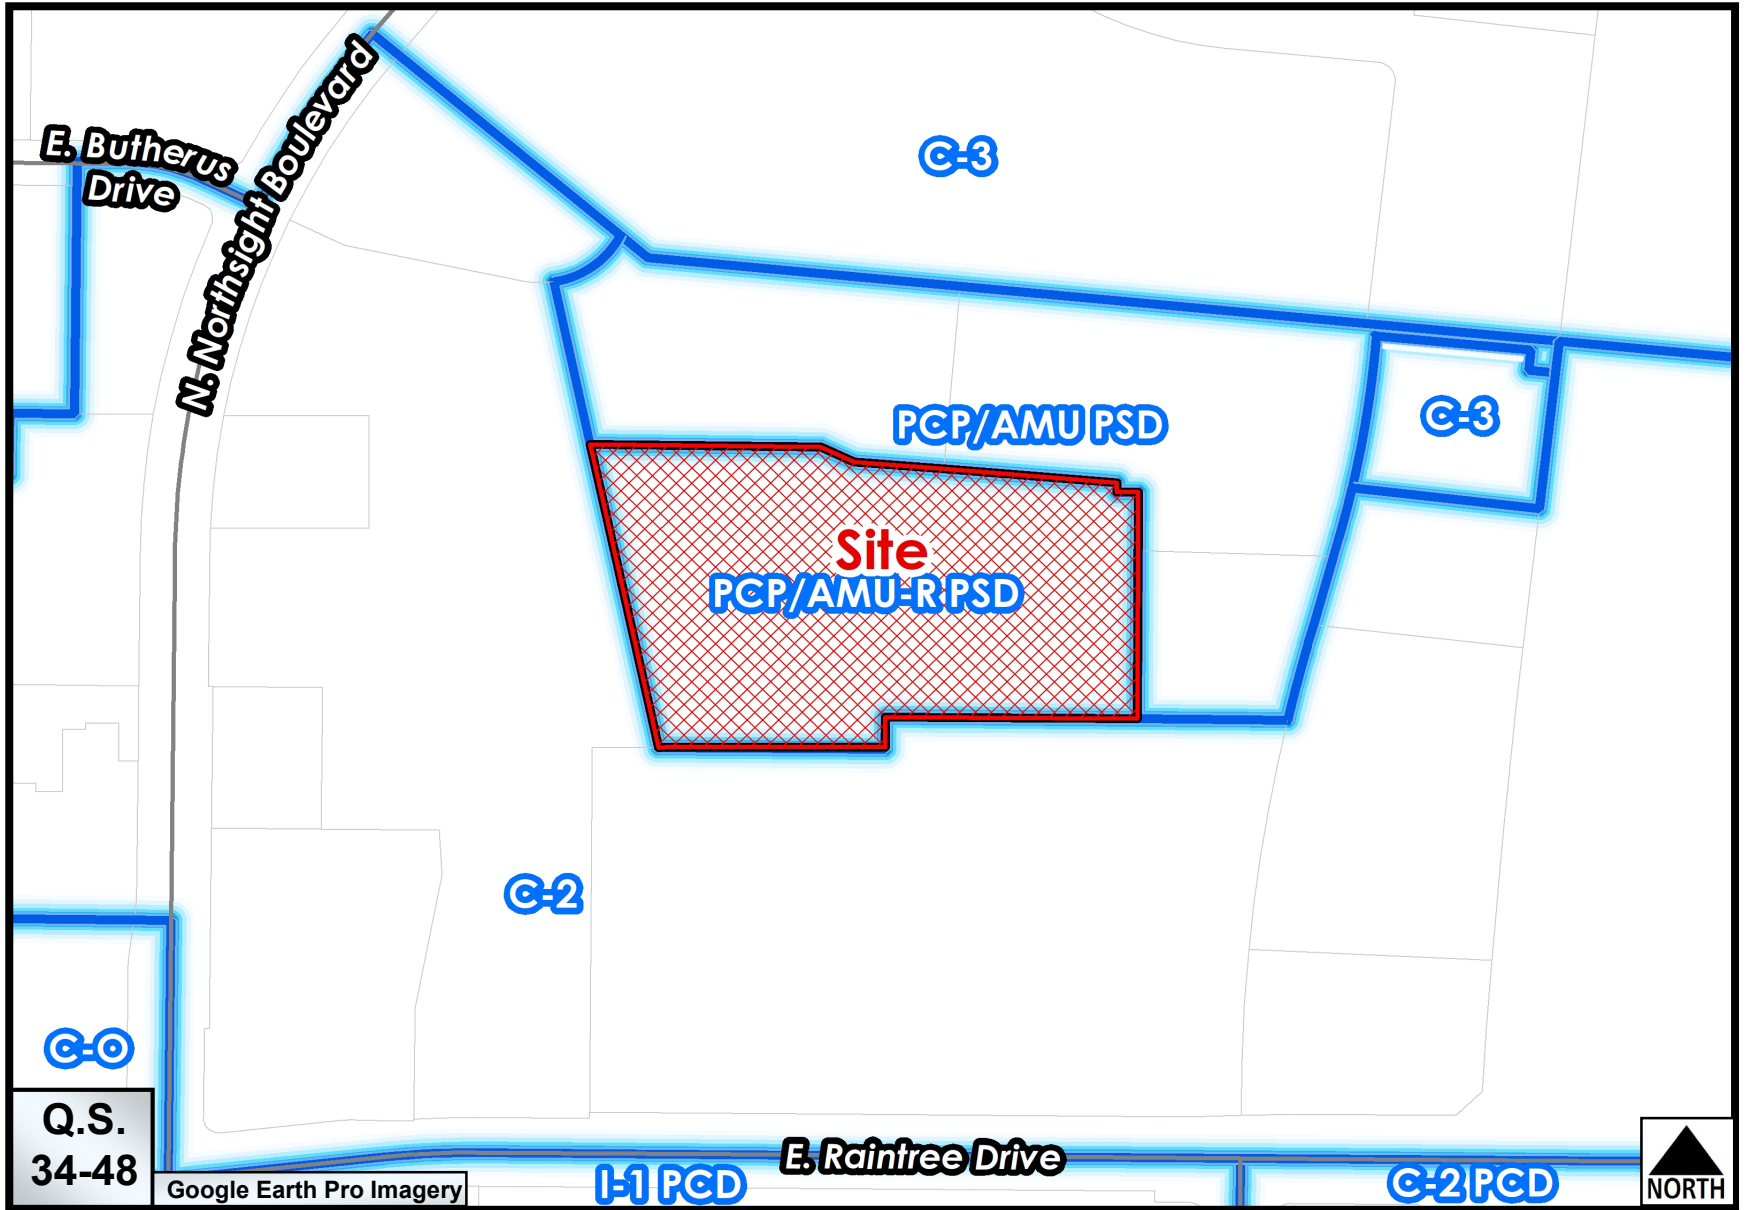 E. Butherus
Drive
N. Northsight Boulevard
C-3
PCP/AMU PSD
C-3
Site
PCP/AMU-R PSD
C-2
C-O
Q.S.
34-48
Google Earth Pro Imagery
E. Raintree Drive
I-1 PCD
C-2 PCD
NORTH